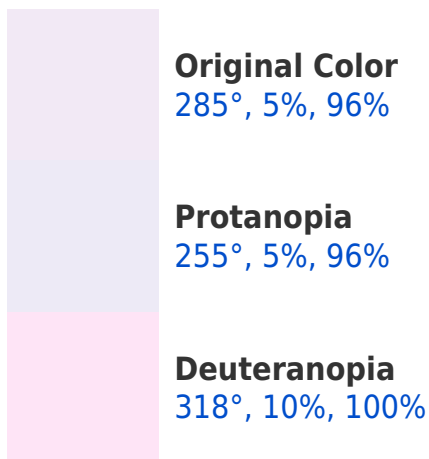 Original Color
285°, 5%, 96%
Protanopia
255°, 5%, 96%
Deuteranopia
318°, 10%, 100%